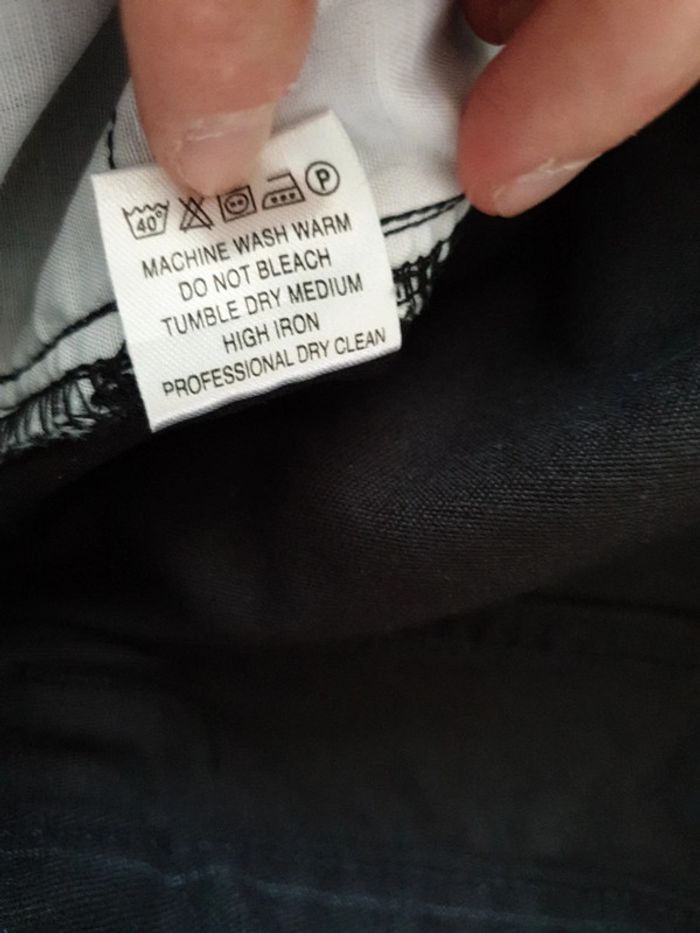 40° P
MACHINE WASH WARM
DO NOT BLEACH
TUMBLE DRY MEDIUM
HIGH IRON
PROFESSIONAL DRY CLEAN